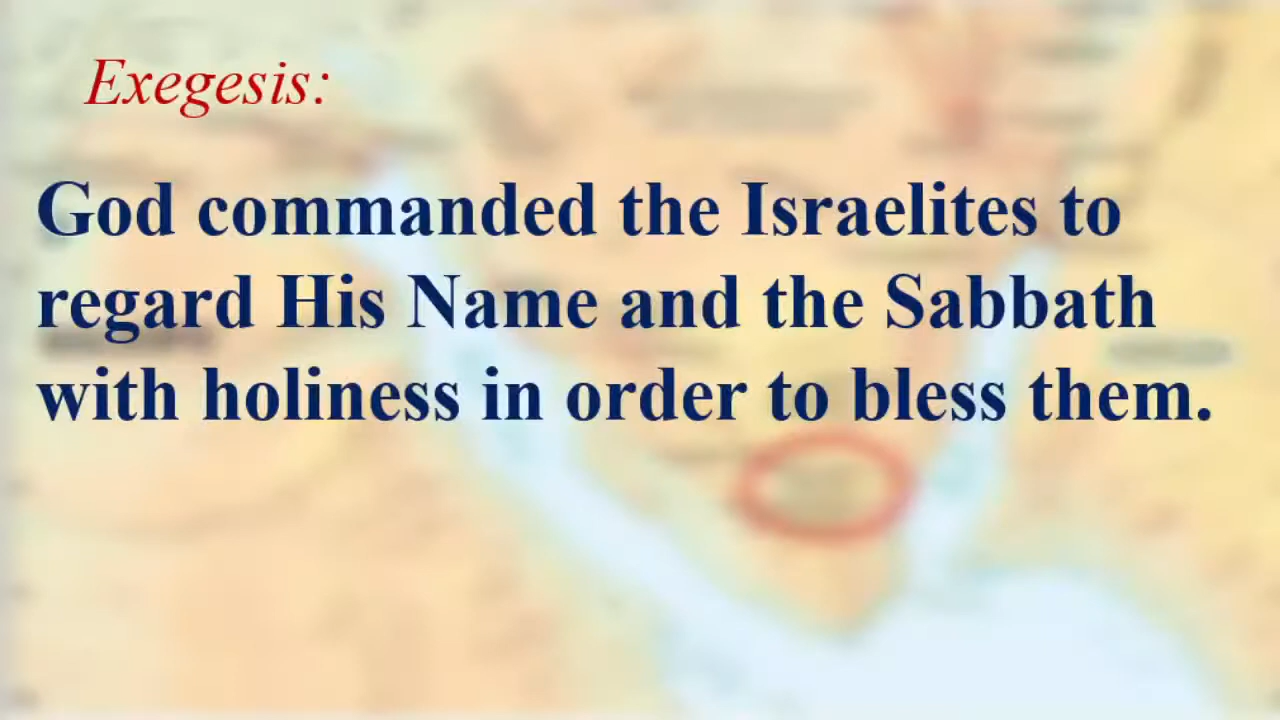 Exegesis:
God commanded the Israelites to
regard His Name and the Sabbath
with holiness in order to bless them.